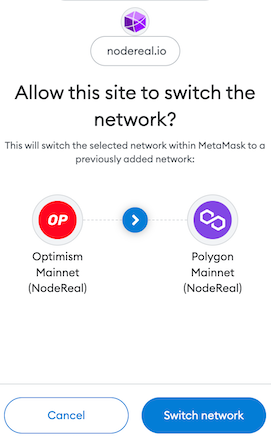 nodereal.io
Allow this site to switch the
network?
This will switch the selected network within MetaMask to a
previously added network:
OP
Optimism
Mainnet
(NodeReal)
Polygon
Mainnet
(NodeReal)
Cancel
Switch network